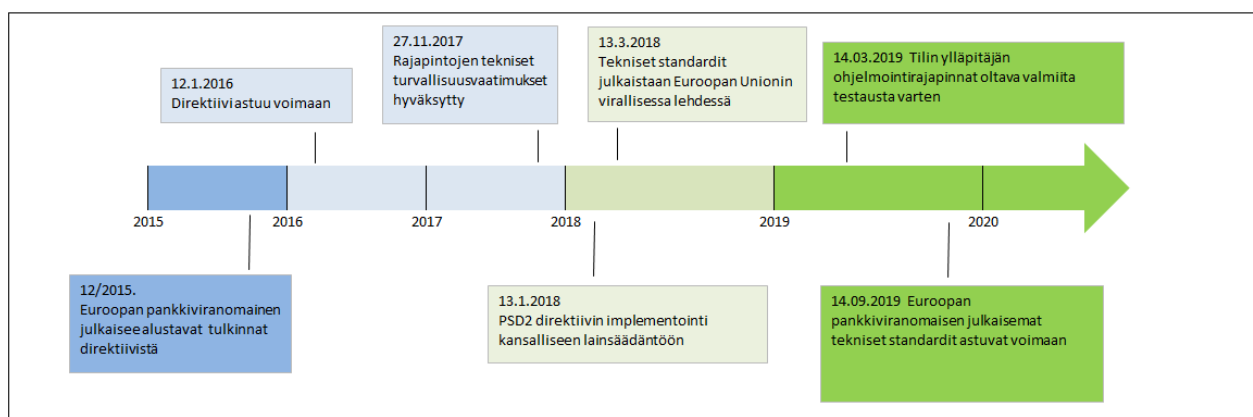 12.1.2016
Direktiivi astuu voimaan
27.11.2017
Rajapintojen tekniset
turvallisuusvaatimukset
hyväksytty
13.3.2018
Tekniset standardit
julkaistaan Euroopan Unionin
virallisessa lehdessä
14.03.2019 Tilin ylläpitäjän
ohjelmointirajapinnat oltava valmiita
testausta varten
2015
2016
2017
2018
2019
2020
12/2015.
Euroopan pankkiviranomainen
julkaisee alustavat tulkinnat
direktiivistä
13.1.2018
PSD2 direktiivin implementointi
kansalliseen lainsäädäntöön
14.09.2019 Euroopan
pankkiviranomaisen julkaisemat
tekniset standardit astuvat voimaan